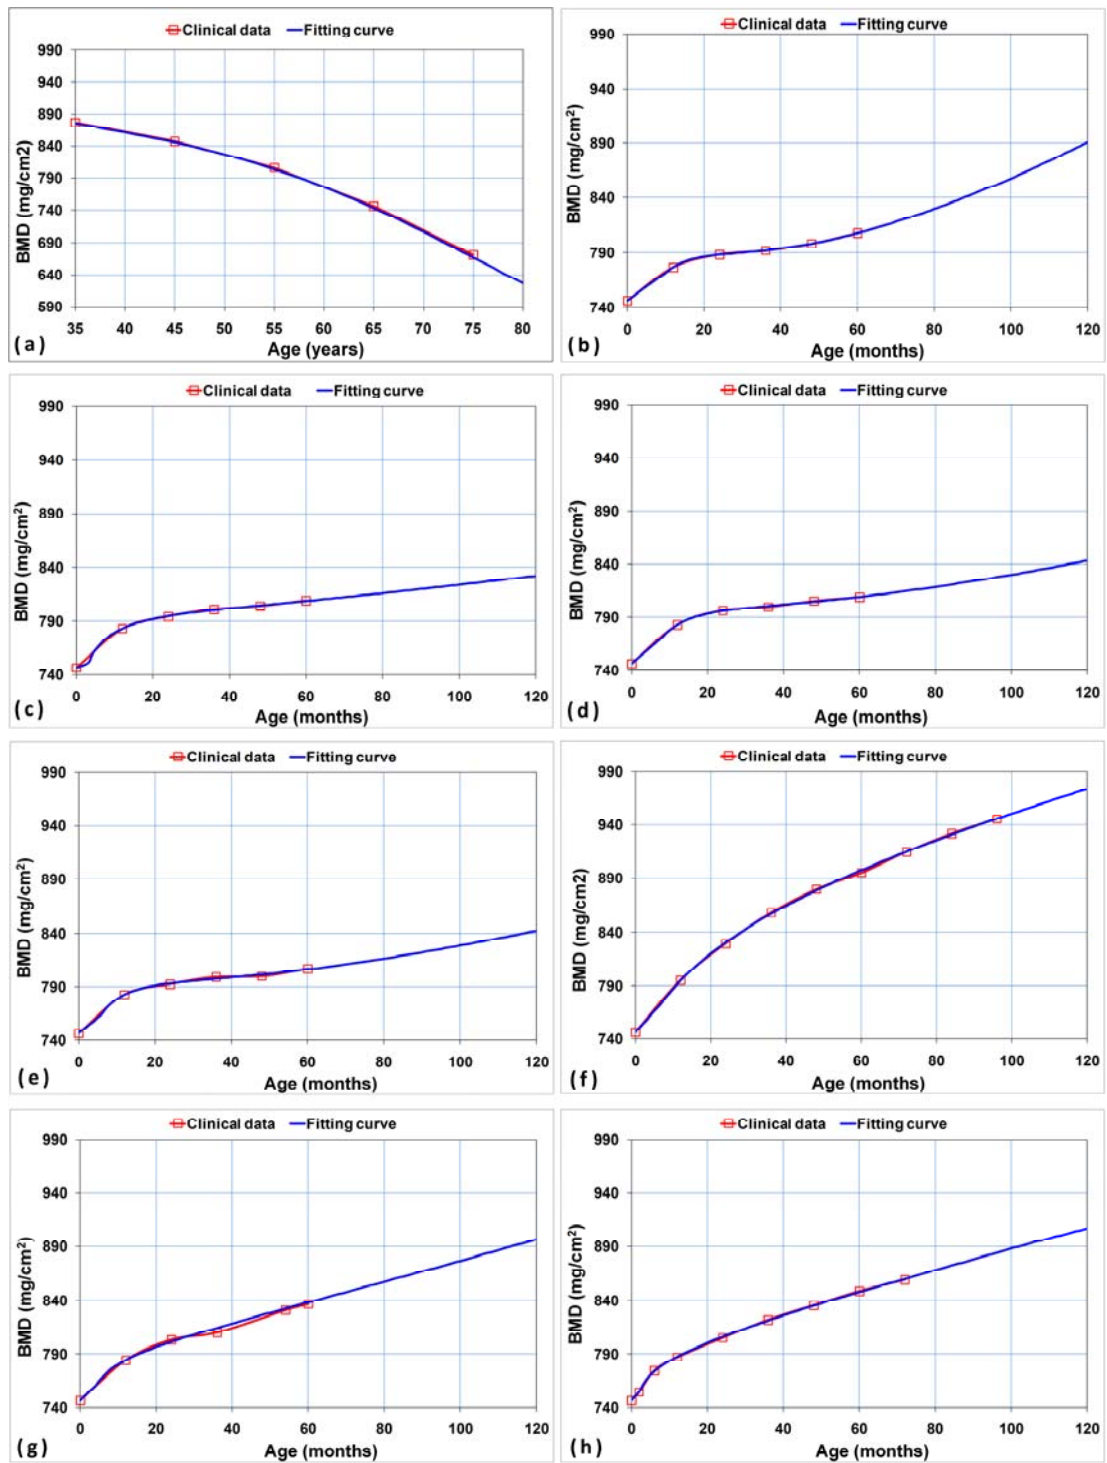 Clinical data Fitting curve
990
940
890
840
790
740
690
640
590
BMD (mg/cm2)
35 40 45 50 55 60 65 70 75 80
Age (years)
(a)
Clinical data Fitting curve
990
940
890
840
790
740
BMD (mg/cm²)
0 20 40 60 80 100 120
Age (months)
(b)
Clinical data Fitting curve
990
940
890
840
790
740
BMD (mg/cm²)
0 20 40 60 80 100 120
Age (months)
(c)
Clinical data Fitting curve
990
940
890
840
790
740
BMD (mg/cm²)
0 20 40 60 80 100 120
Age (months)
(d)
Clinical data Fitting curve
990
940
890
840
790
740
BMD (mg/cm²)
0 20 40 60 80 100 120
Age (months)
(e)
Clinical data Fitting curve
990
940
890
840
790
740
BMD (mg/cm2)
0 20 40 60 80 100 120
Age (months)
(f)
Clinical data Fitting curve
990
940
890
840
790
740
BMD (mg/cm²)
0 20 40 60 80 100 120
Age (months)
(g)
Clinical data Fitting curve
990
940
890
840
790
740
BMD (mg/cm²)
0 20 40 60 80 100 120
Age (months)
(h)